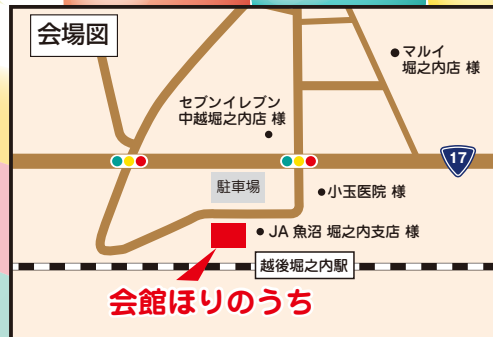 会場図
マルイ
堀之内店 様
セブンイレブン
中越堀之内店 様
17
駐車場
小玉医院 様
JA 魚沼 堀之内支店 様
越後堀之内駅
会館ほりのうち